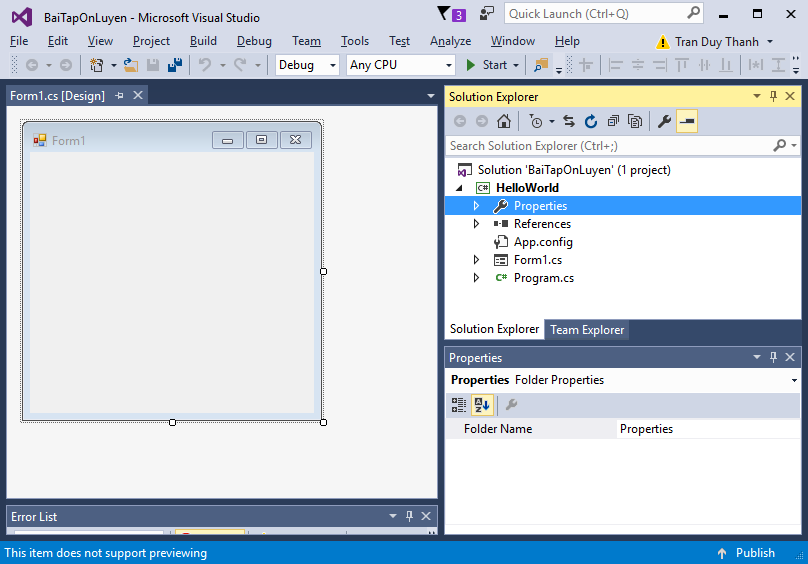 BaiTapOnLuyen - Microsoft Visual Studio
3
Quick Launch (Ctrl+Q)
File Edit View Project Build Debug Team Tools Test Analyze Window Help Tran Duy Thanh
Debug Any CPU Start
Form1.cs [Design]
Form1
Solution Explorer
Search Solution Explorer (Ctrl+;)
Solution 'BaiTapOnLuyen' (1 project)
C# HelloWorld
Properties
References
App.config
Form1.cs
C# Program.cs
Solution Explorer Team Explorer
Properties
Properties Folder Properties
Folder Name Properties
Error List
This item does not support previewing
Publish